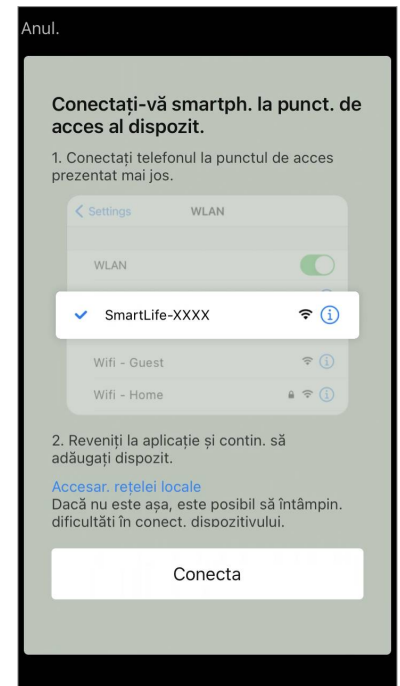 Anul.
Conectați-vă smartph. la punct. de
acces al dispozit.
1. Conectați telefonul la punctul de acces
prezentat mai jos.
Settings WLAN
WLAN
SmartLife-XXXX
Wifi - Guest
Wifi - Home
2. Reveniți la aplicație și contin. să
adăugați dispozit.
Accesar. rețelei locale
Dacă nu este așa, este posibil să întâmpin.
dificultăți în conect. dispozitivului.
Conecta